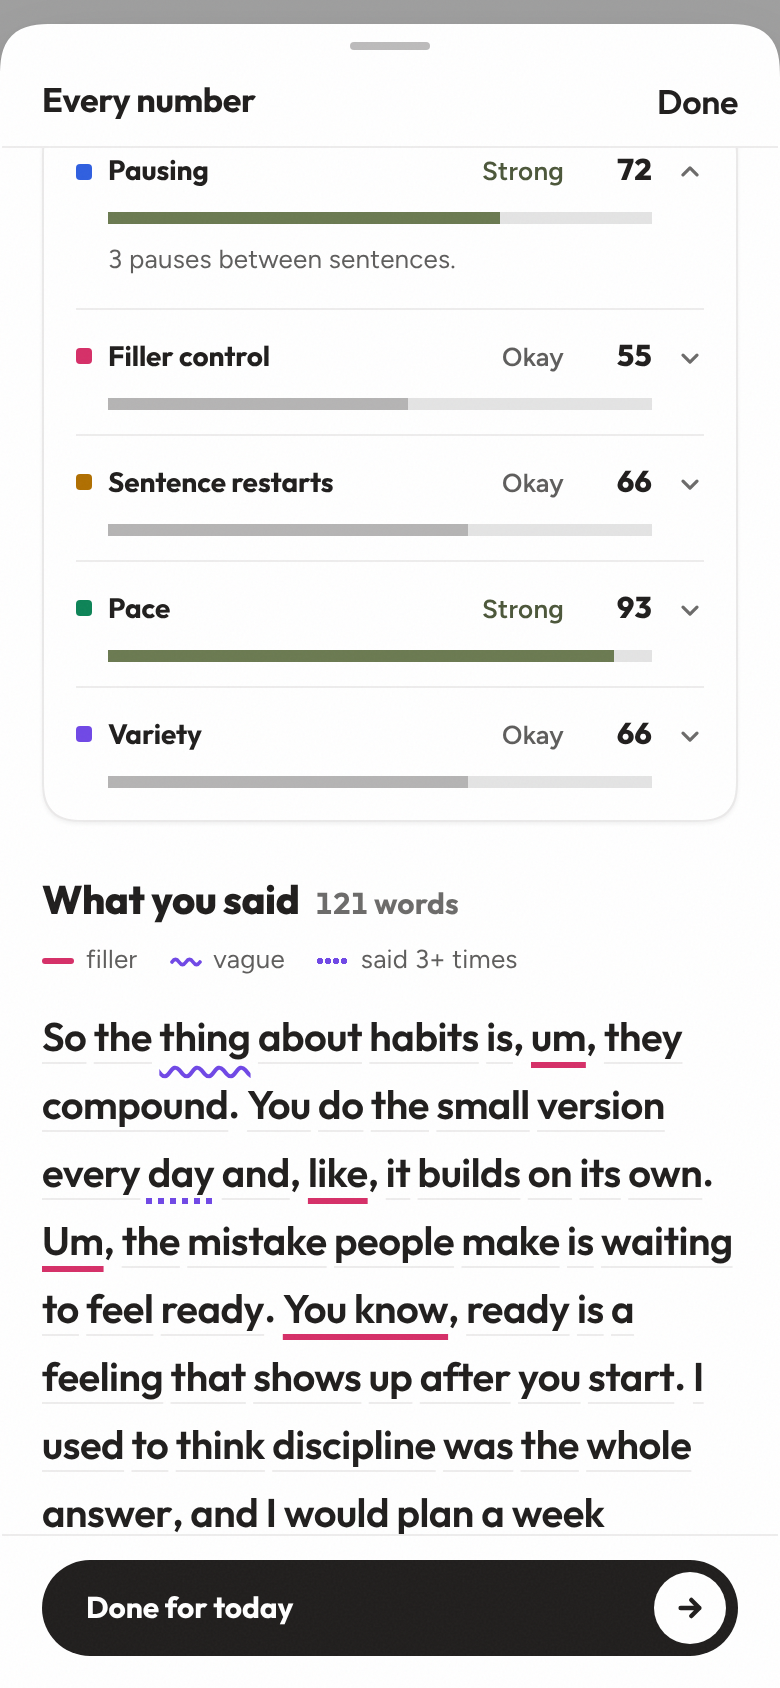 Every number
Done
Pausing Strong 72
3 pauses between sentences.
Filler control Okay 55
Sentence restarts Okay 66
Pace Strong 93
Variety Okay 66
What you said 121 words
filler vague said 3+ times
So the thing about habits is, um, they
compound. You do the small version
every day and, like, it builds on its own.
Um, the mistake people make is waiting
to feel ready. You know, ready is a
feeling that shows up after you start. I
used to think discipline was the whole
answer, and I would plan a week
Done for today